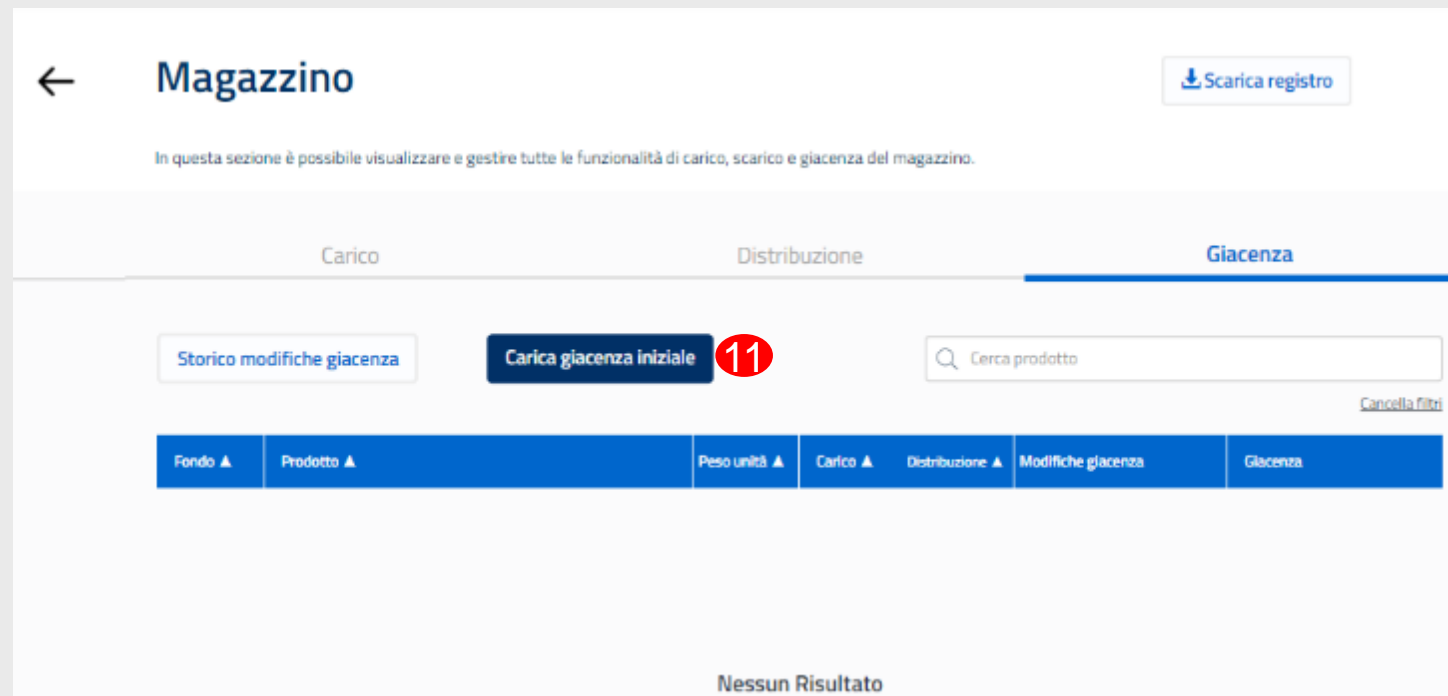 Magazzino
Scarica registro
In questa sezione è possibile visualizzare e gestire tutte le funzionalità di carico, scarico e giacenza del magazzino.
Carico Distribuzione Giacenza
Storico modifiche giacenza Carica giacenza iniziale 11 Cerca prodotto
Cancella filtri
Fondo ▲ Prodotto ▲ Peso unità ▲ Carico ▲ Distribuzione ▲ Modifiche giacenza Giacenza
Nessun Risultato